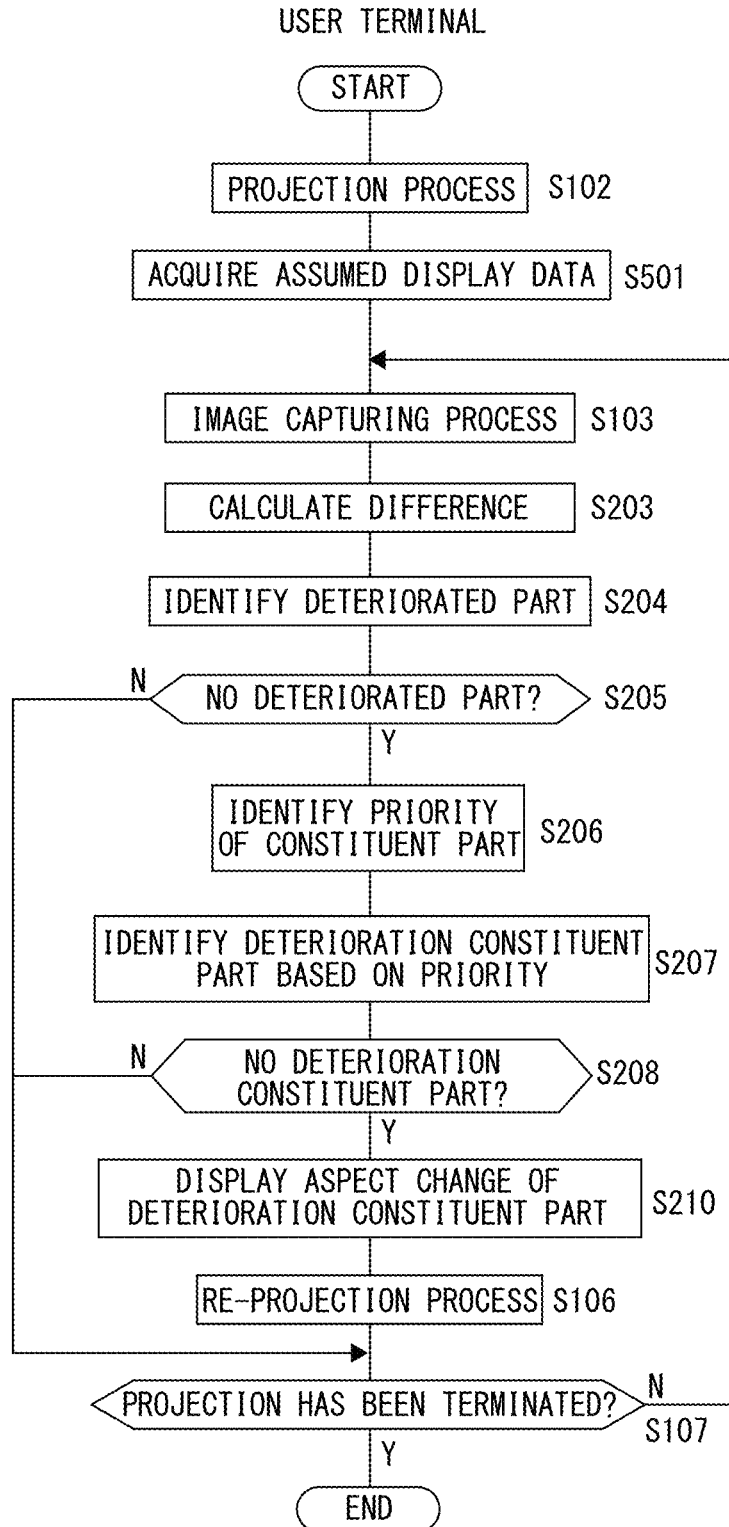 USER TERMINAL
START
PROJECTION PROCESS S102
ACQUIRE ASSUMED DISPLAY DATA S501
IMAGE CAPTURING PROCESS S103
CALCULATE DIFFERENCE S203
IDENTIFY DETERIORATED PART S204
N
NO DETERIORATED PART? S205
Y
IDENTIFY PRIORITY
OF CONSTITUENT PART S206
IDENTIFY DETERIORATION CONSTITUENT
PART BASED ON PRIORITY S207
N
NO DETERIORATION
CONSTITUENT PART? S208
Y
DISPLAY ASPECT CHANGE OF
DETERIORATION CONSTITUENT PART S210
RE-PROJECTION PROCESS S106
PROJECTION HAS BEEN TERMINATED? N
S107
Y
END